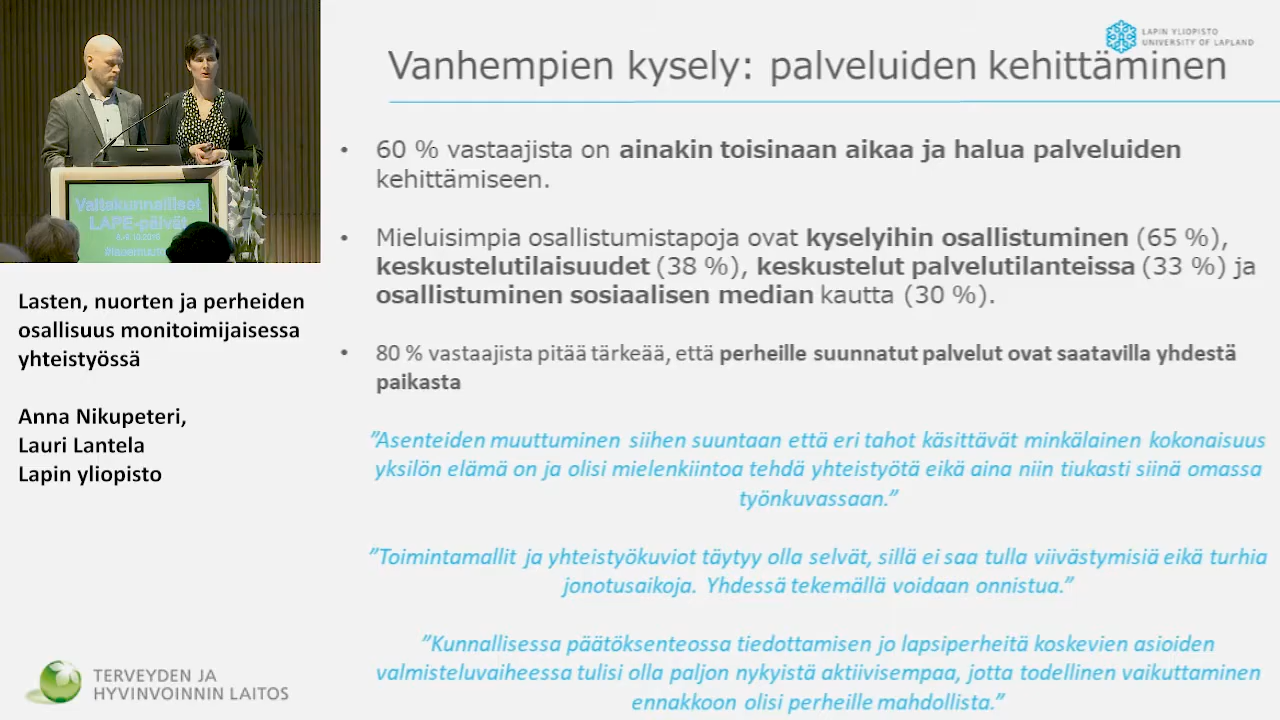 LAPIN YLIOPISTO
UNIVERSITY OF LAPLAND
Vanhempien kysely: palveluiden kehittäminen
• 60 % vastaajista on ainakin toisinaan aikaa ja halua palveluiden
kehittämiseen.
• Mieluisimpia osallistumistapoja ovat kyselyihin osallistuminen (65 %),
keskustelutilaisuudet (38 %), keskustelut palvelutilanteissa (33 %) ja
osallistuminen sosiaalisen median kautta (30 %).
• 80 % vastaajista pitää tärkeää, että perheille suunnatut palvelut ovat saatavilla yhdestä
paikasta
”Asenteiden muuttuminen siihen suuntaan että eri tahot käsittävät minkälainen kokonaisuus
yksilön elämä on ja olisi mielenkiintoa tehdä yhteistyötä eikä aina niin tiukasti siinä omassa
työnkuvassaan.”
”Toimintamallit ja yhteistyökuviot täytyy olla selvät, sillä ei saa tulla viivästymisiä eikä turhia
jonotusaikoja. Yhdessä tekemällä voidaan onnistua.”
”Kunnallisessa päätöksenteossa tiedottamisen jo lapsiperheitä koskevien asioiden
valmisteluvaiheessa tulisi olla paljon nykyistä aktiivisempaa, jotta todellinen vaikuttaminen
ennakkoon olisi perheille mahdollista.”
Valtakunnalliset
LAPE-päivät
Lasten, nuorten ja perheiden
osallisuus monitoimijaisessa
yhteistyössä
Anna Nikupeteri,
Lauri Lantela
Lapin yliopisto
TERVEYDEN JA
HYVINVOINNIN LAITOS